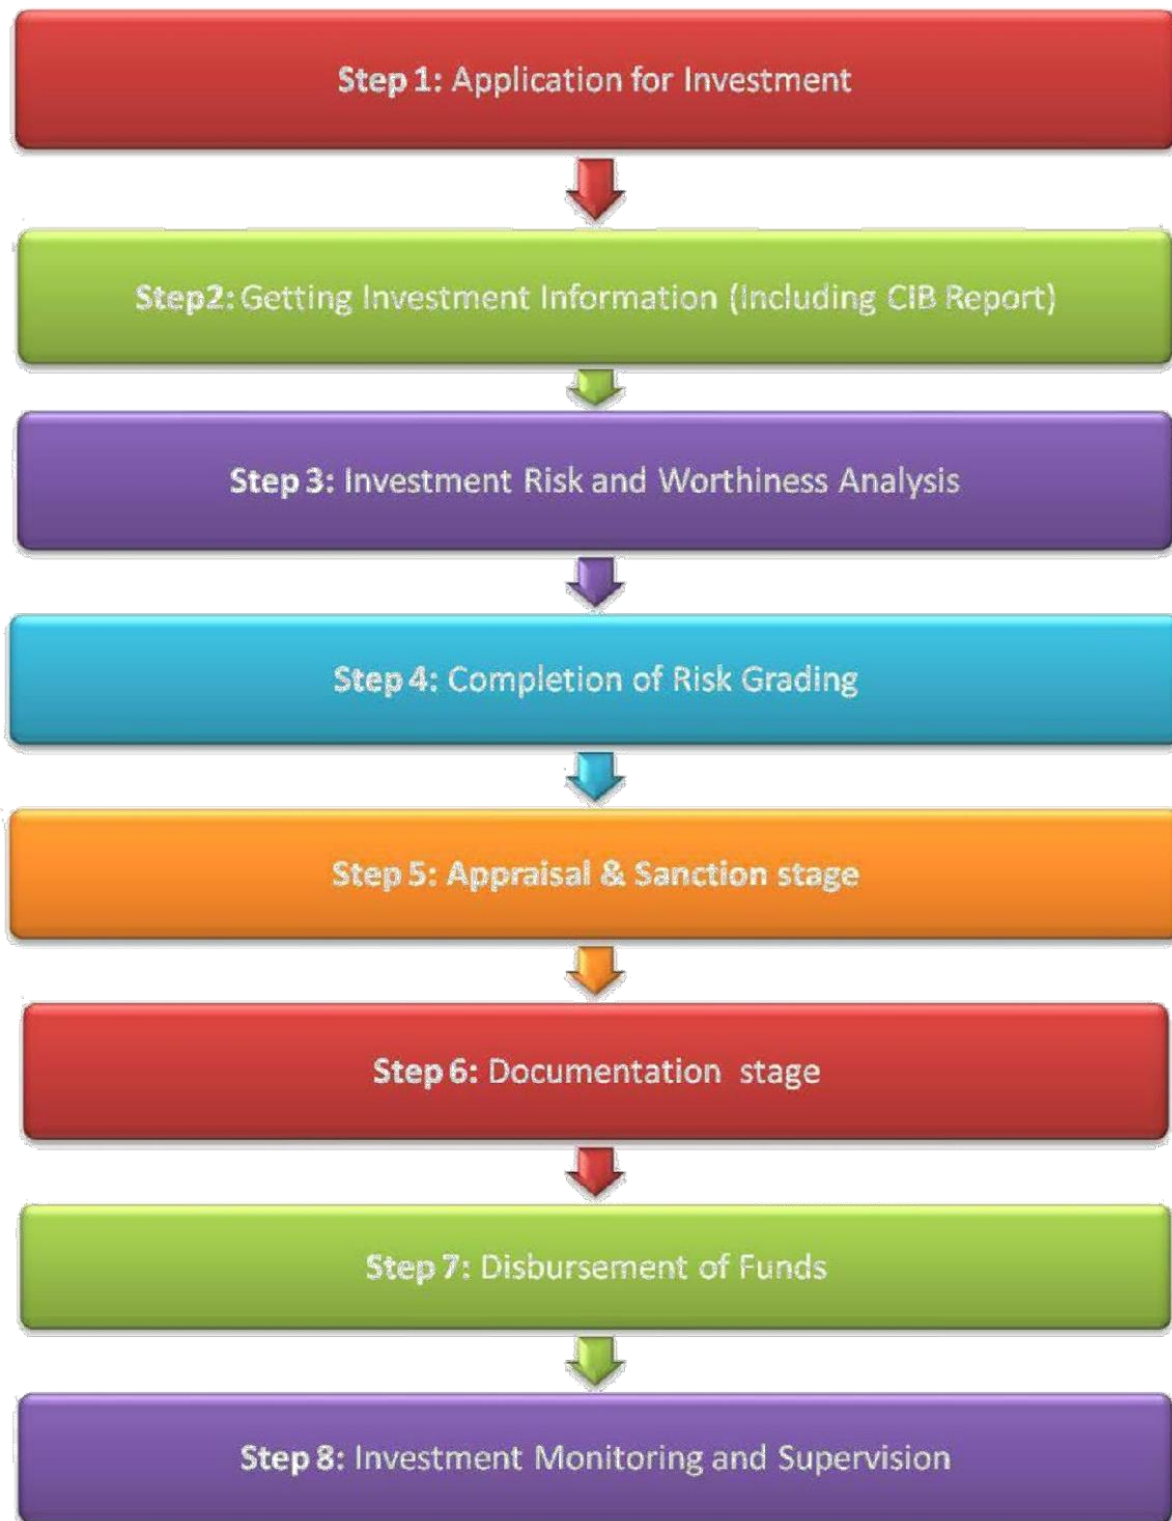 Step 1: Application for Investment
Step2: Getting Investment Information (Including CIB Report)
Step 3: Investment Risk and Worthiness Analysis
Step 4: Completion of Risk Grading
Step 5: Appraisal & Sanction stage
Step 6: Documentation stage
Step 7: Disbursement of Funds
Step 8: Investment Monitoring and Supervision